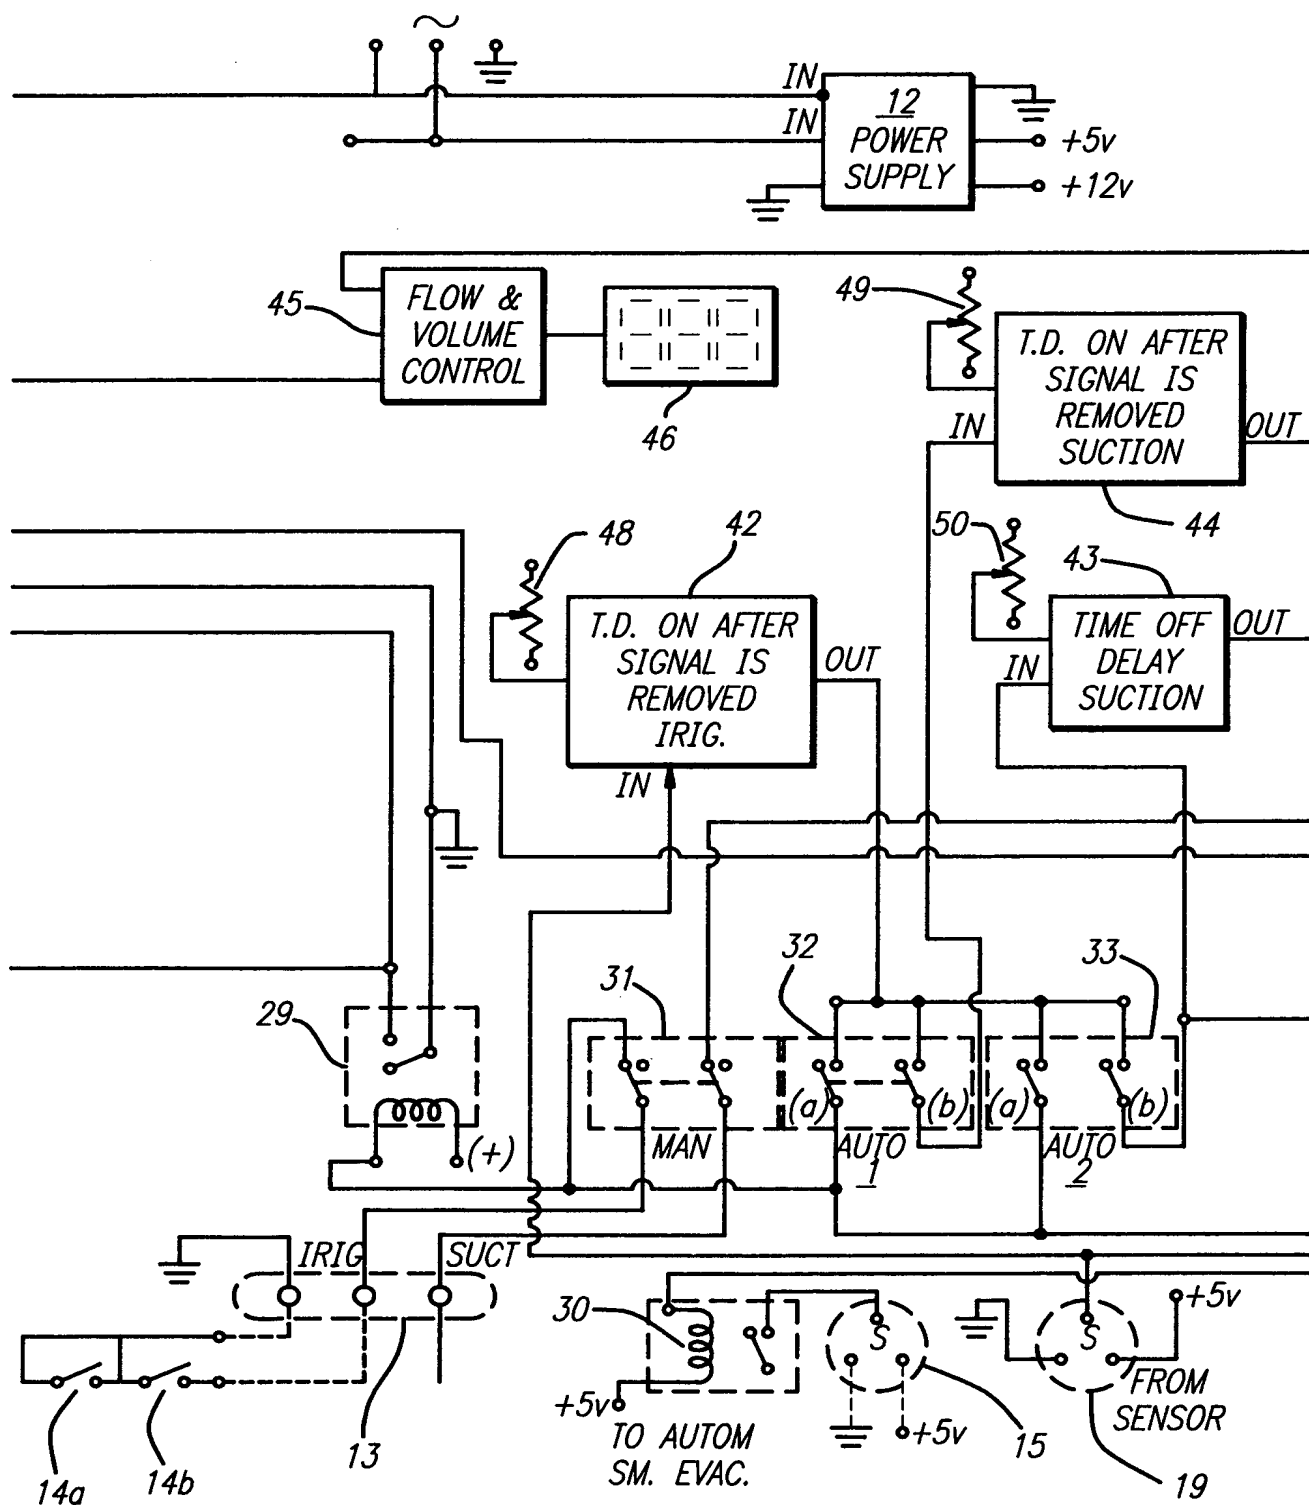 ~
IN
12
IN
POWER
SUPPLY
+5v
+12v
45
FLOW &
VOLUME
CONTROL
46
49
T.D. ON AFTER
SIGNAL IS
REMOVED
SUCTION
IN
OUT
44
48
42
T.D. ON AFTER
SIGNAL IS
REMOVED
IRIG.
OUT
IN
50
43
TIME OFF
DELAY
SUCTION
OUT
IN
29
(+)
31
32
33
(a)
(b)
(a)
(b)
MAN
AUTO
1
AUTO
2
IRIG
SUCT
13
14a
14b
30
+5v
TO AUTOM
SM. EVAC.
S
+5v
15
S
+5v
FROM
SENSOR
19